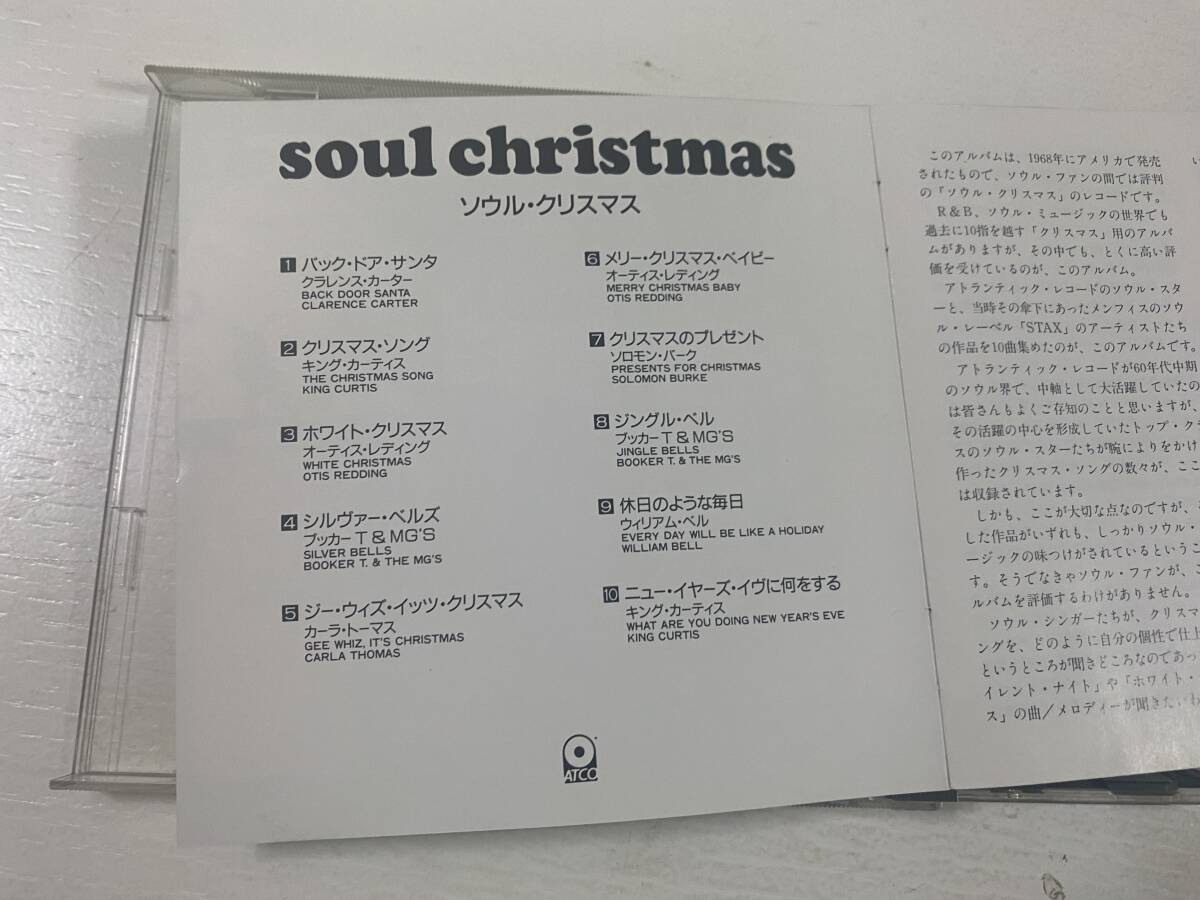 soul christmas
ソウル・クリスマス
1 バック・ドア・サンタ
クラレンス・カーター
BACK DOOR SANTA
CLARENCE CARTER
2 クリスマス・ソング
キング・カーティス
THE CHRISTMAS SONG
KING CURTIS
3 ホワイト・クリスマス
オーティス・レディング
WHITE CHRISTMAS
OTIS REDDING
4 シルヴァー・ベルズ
ブッカーT&MG'S
SILVER BELLS
BOOKER T. & THE MG'S
5 ジー・ウィズ・イッツ・クリスマス
カーラ・トーマス
GEE WHIZ, IT'S CHRISTMAS
CARLA THOMAS
6 メリー・クリスマス・ベイビー
オーティス・レディング
MERRY CHRISTMAS BABY
OTIS REDDING
7 クリスマスのプレゼント
ソロモン・バーク
PRESENTS FOR CHRISTMAS
SOLOMON BURKE
8 ジングル・ベル
ブッカーT&MG'S
JINGLE BELLS
BOOKER T. & THE MG'S
9 休日のような毎日
ウィリアム・ベル
EVERY DAY WILL BE LIKE A HOLIDAY
WILLIAM BELL
10 ニュー・イヤーズ・イヴに何をする
キング・カーティス
WHAT ARE YOU DOING NEW YEAR'S EVE
KING CURTIS
ATCO
このアルバムは、1968年にアメリカで発売
されたもので、ソウル・ファンの間では評判
の「ソウル・クリスマス」のレコードです。
R&B、ソウル・ミュージックの世界でも
過去に10指を越す「クリスマス」用のアルバ
ムがありますが、その中でも、とくに高い評
価を受けているのが、このアルバム。
アトランティック・レコードのソウル・スタ
ーと、当時その傘下にあったメンフィスのソウ
ル・レーベル「STAX」のアーティストたち
の作品を10曲集めたのが、このアルバムです。
アトランティック・レコードが60年代中期
のソウル界で、中軸として大活躍していたの
は皆さんもよくご存知のことと思いますが、
その活躍の中心を形成していたトップ・クラ
スのソウル・スターたちが腕によりをかけ
作ったクリスマス・ソングの数々が、ここ
は収録されています。
しかも、ここが大切な点なのですが、
した作品がいずれも、しっかりソウル・
ージックの味つけがされているというこ
す。そうでなきゃソウル・ファンが、こ
ルバムを評価するわけがありません。
ソウル・シンガーたちが、クリスマ
ングを、どのように自分の個性で仕上
というところが聞きどころなのであっ
イレント・ナイト」や「ホワイト・
ス」の曲/メロディーが聞きたいわ
い